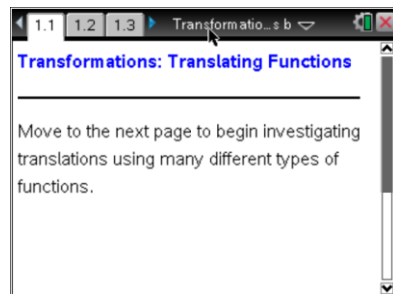 1.1 1.2 1.3 Transformatio...s b
Transformations: Translating Functions
Move to the next page to begin investigating
translations using many different types of
functions.